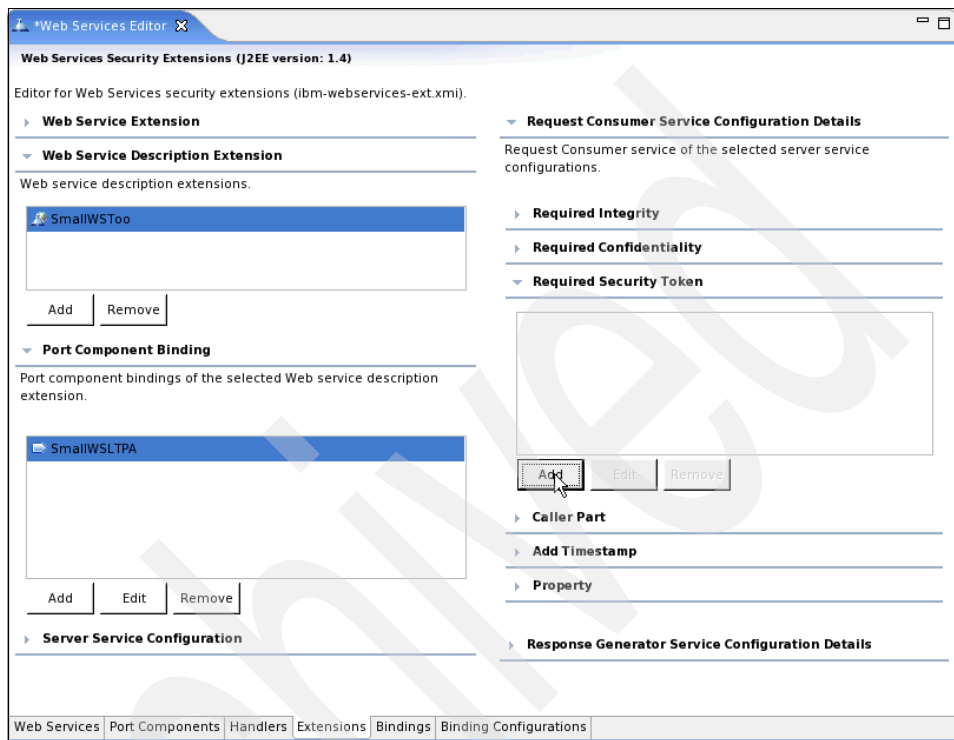 *Web Services Editor
Web Services Security Extensions (J2EE version: 1.4)
Editor for Web Services security extensions (ibm-webservices-ext.xmi).
Web Service Extension
Web Service Description Extension
Web service description extensions.
SmallWSToo
Add Remove
Port Component Binding
Port component bindings of the selected Web service description
extension.
SmallWSLTPA
Add Edit Remove
Server Service Configuration
Request Consumer Service Configuration Details
Request Consumer service of the selected server service
configurations.
Required Integrity
Required Confidentiality
Required Security Token
Add Edit Remove
Caller Part
Add Timestamp
Property
Response Generator Service Configuration Details
Web Services Port Components Handlers Extensions Bindings Binding Configurations